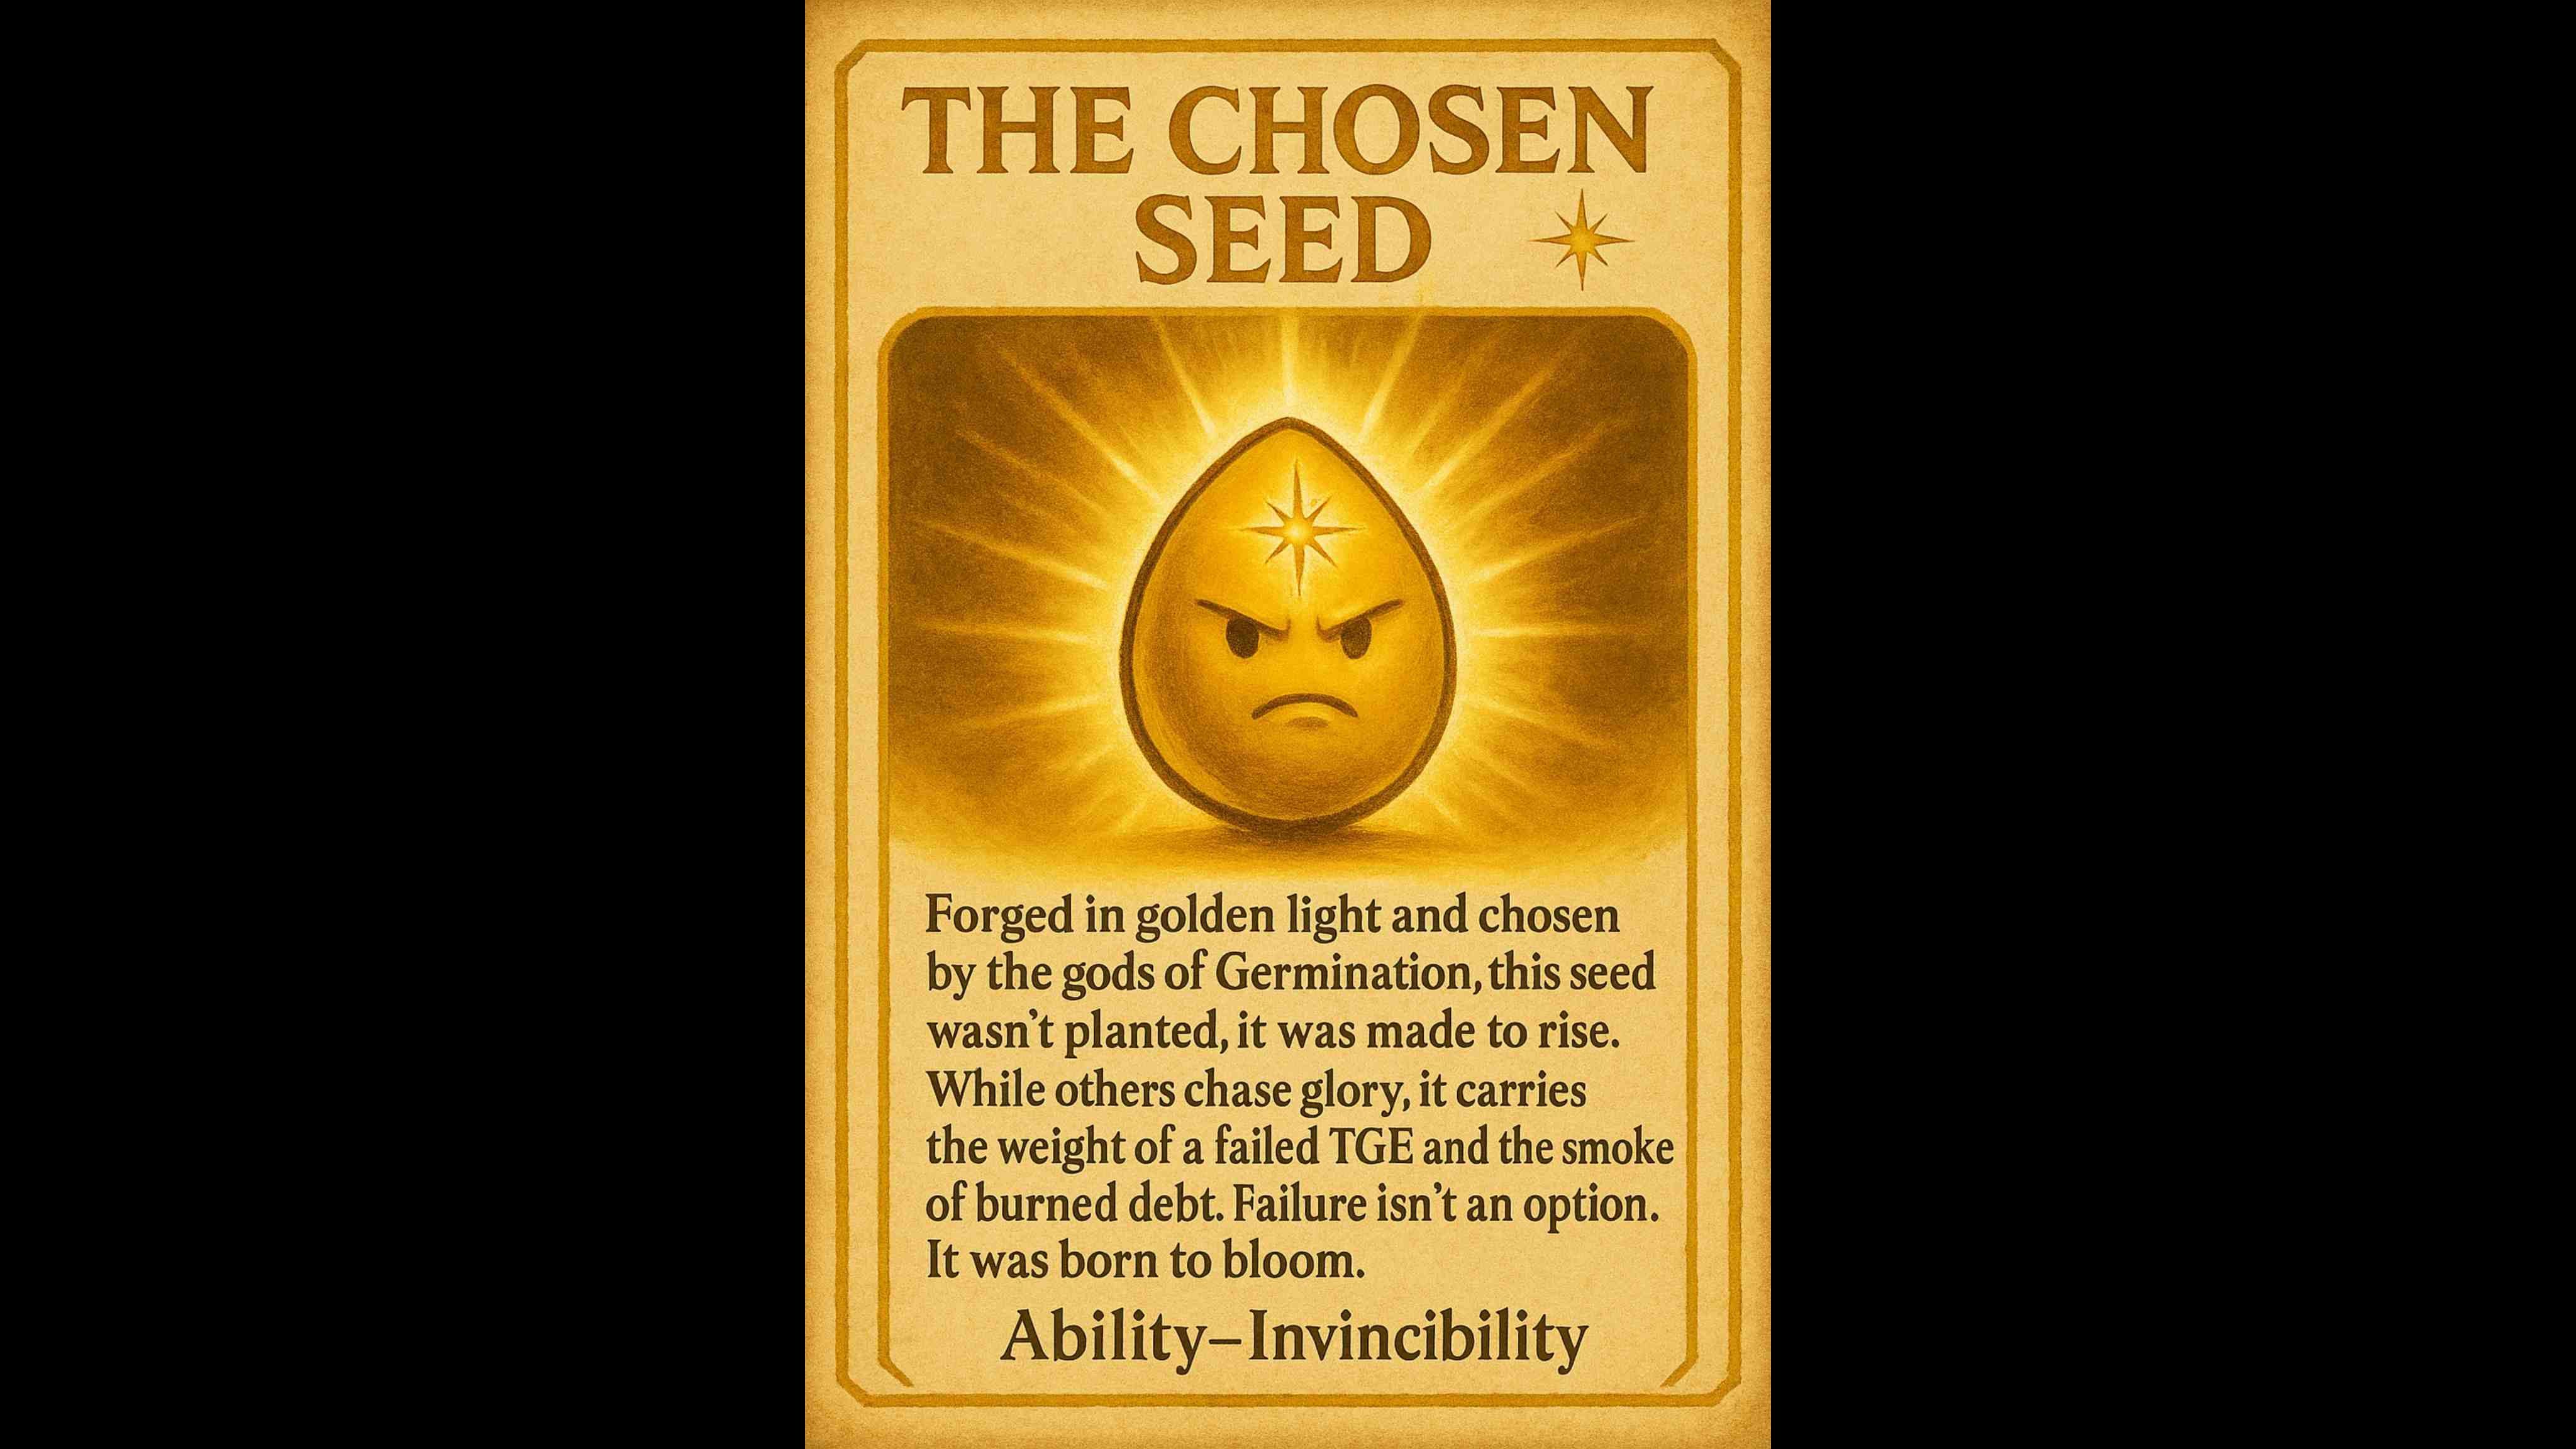 THE CHOSEN
SEED
Forged in golden light and chosen
by the gods of Germination, this seed
wasn't planted, it was made to rise.
While others chase glory, it carries
the weight of a failed TGE and the smoke
of burned debt. Failure isn't an option.
It was born to bloom.
Ability–Invincibility